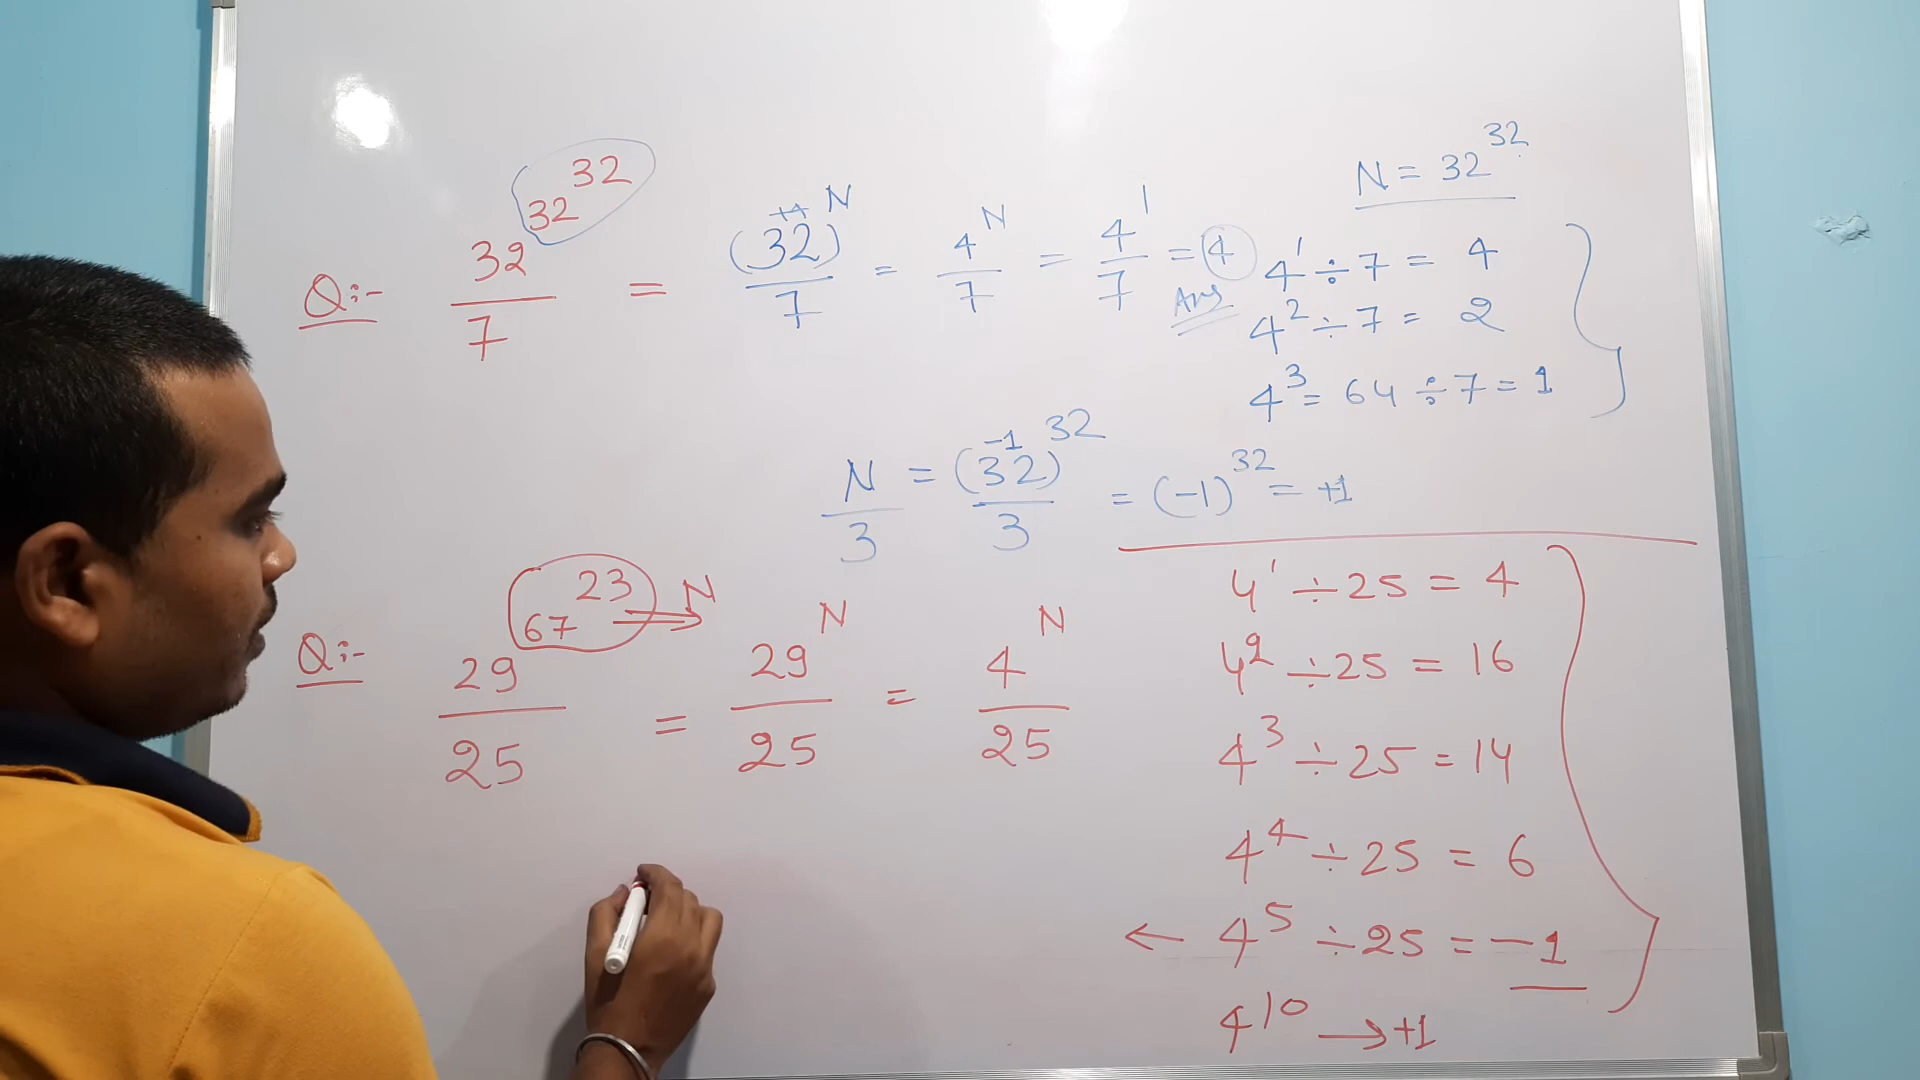 Q:- 32^32^32 / 7 = (32)^N / 7 = 4^N / 7 = 4^1 / 7 = 4 Ans
+4
N = 32^32
4^1 ÷ 7 = 4
4^2 ÷ 7 = 2
4^3 = 64 ÷ 7 = 1
N / 3 = (32)^32 / 3 = (-1)^32 = +1
-1
Q:- 29^67^23 / 25 = 29^N / 25 = 4^N / 25
→ N
4^1 ÷ 25 = 4
4^2 ÷ 25 = 16
4^3 ÷ 25 = 14
4^4 ÷ 25 = 6
← 4^5 ÷ 25 = -1
4^10 → +1